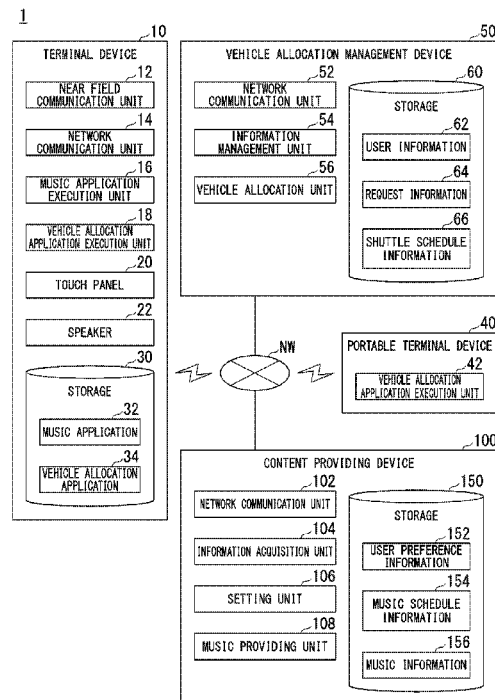 1
10
TERMINAL DEVICE
12
NEAR FIELD
COMMUNICATION UNIT
14
NETWORK
COMMUNICATION UNIT
16
MUSIC APPLICATION
EXECUTION UNIT
18
VEHICLE ALLOCATION
APPLICATION EXECUTION UNIT
20
TOUCH PANEL
22
SPEAKER
30
STORAGE
32
MUSIC APPLICATION
34
VEHICLE ALLOCATION
APPLICATION
50
VEHICLE ALLOCATION MANAGEMENT DEVICE
52
NETWORK
COMMUNICATION UNIT
54
INFORMATION
MANAGEMENT UNIT
56
VEHICLE ALLOCATION UNIT
60
STORAGE
62
USER INFORMATION
64
REQUEST INFORMATION
66
SHUTTLE SCHEDULE
INFORMATION
NW
40
PORTABLE TERMINAL DEVICE
42
VEHICLE ALLOCATION
APPLICATION EXECUTION UNIT
100
CONTENT PROVIDING DEVICE
102
NETWORK COMMUNICATION UNIT
104
INFORMATION ACQUISITION UNIT
106
SETTING UNIT
108
MUSIC PROVIDING UNIT
150
STORAGE
152
USER PREFERENCE
INFORMATION
154
MUSIC SCHEDULE
INFORMATION
156
MUSIC INFORMATION